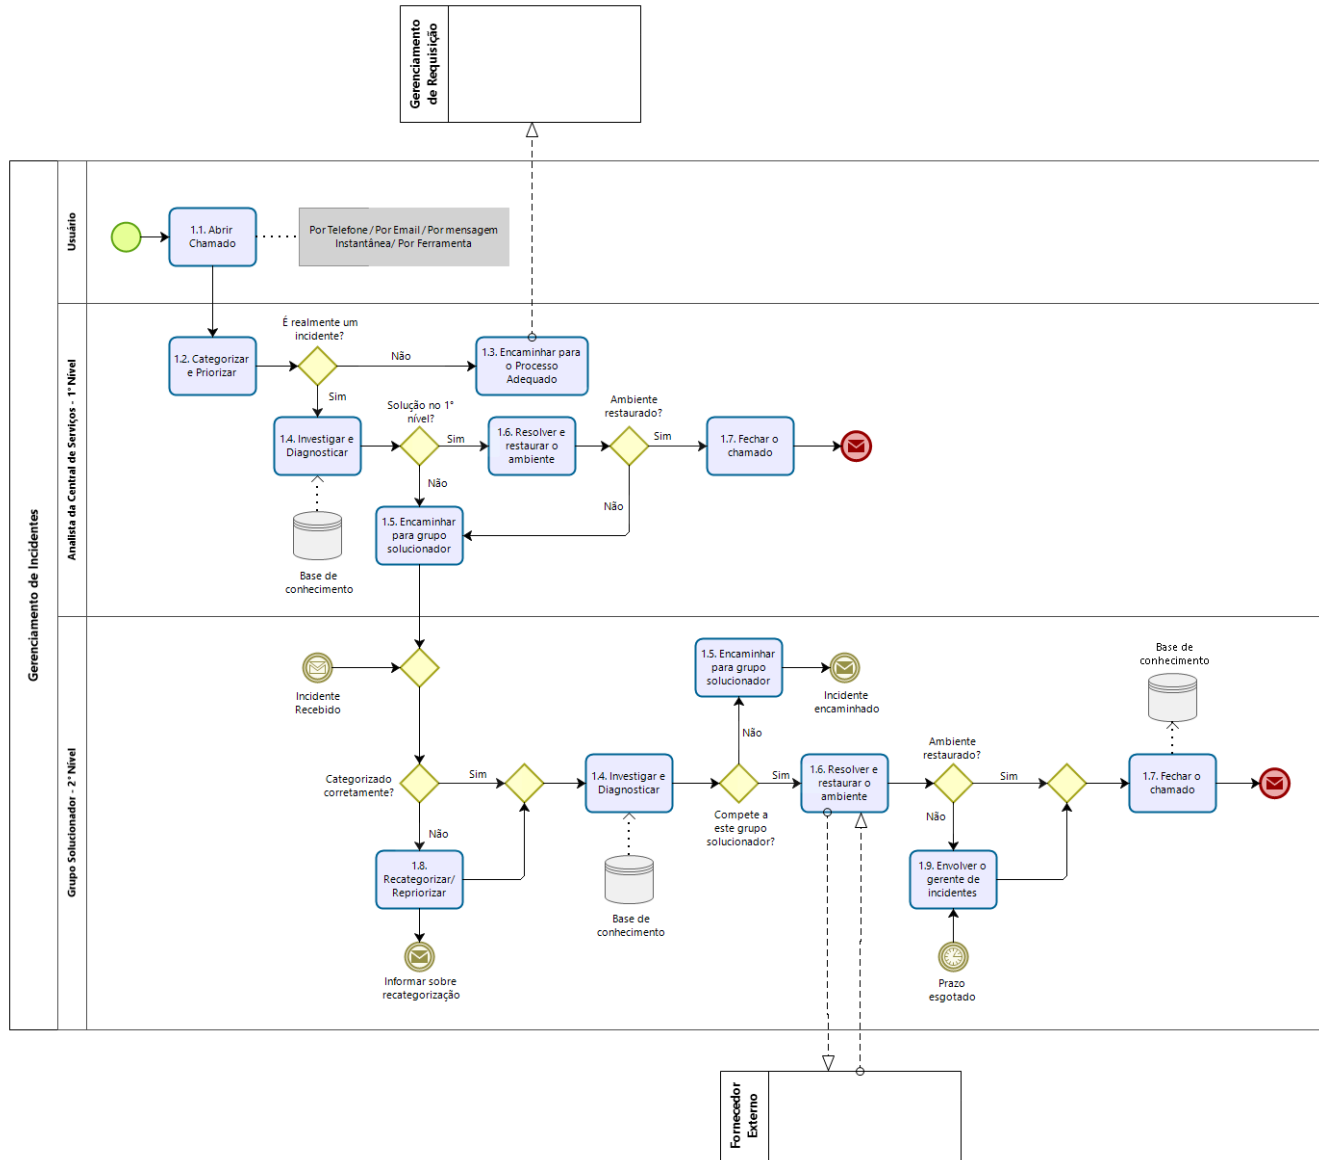 Gerenciamento
de Requisição
Gerenciamento de Incidentes
Usuário
1.1. Abrir
Chamado
Por Telefone / Por Email / Por mensagem
Instantânea/ Por Ferramenta
Analista da Central de Serviços - 1° Nível
1.2. Categorizar
e Priorizar
É realmente um
incidente?
Não
Sim
1.3. Encaminhar para
o Processo
Adequado
1.4. Investigar e
Diagnosticar
Base de
conhecimento
Solução no 1°
nível?
Sim
Não
1.5. Encaminhar
para grupo
solucionador
1.6. Resolver e
restaurar o
ambiente
Ambiente
restaurado?
Sim
Não
1.7. Fechar o
chamado
Grupo Solucionador - 2° Nível
Incidente
Recebido
Categorizado
corretamente?
Sim
Não
1.8.
Recategorizar/
Repriorizar
Informar sobre
recategorização
1.4. Investigar e
Diagnosticar
Base de
conhecimento
Compete a
este grupo
solucionador?
Não
Sim
1.5. Encaminhar
para grupo
solucionador
Incidente
encaminhado
1.6. Resolver e
restaurar o
ambiente
Ambiente
restaurado?
Sim
Não
1.9. Envolver o
gerente de
incidentes
Prazo
esgotado
Base de
conhecimento
1.7. Fechar o
chamado
Fornecedor
Externo